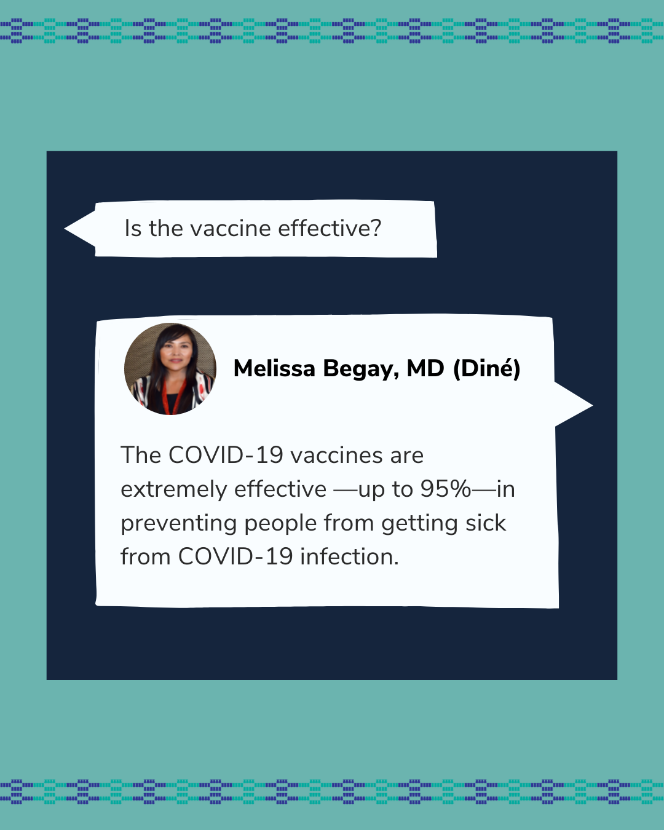 Is the vaccine effective?
Melissa Begay, MD (Diné)
The COVID-19 vaccines are
extremely effective —up to 95%—in
preventing people from getting sick
from COVID-19 infection.